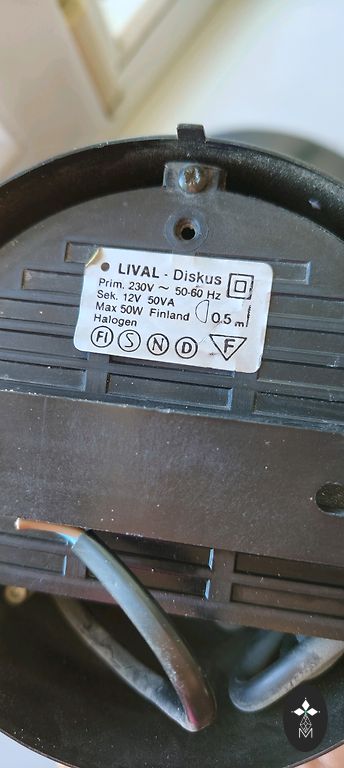 LIVAL - Diskus
Prim. 230V ~ 50-60 Hz
Sek. 12V 50VA
Max 50W Finland 0.5 m
Halogen
FI S N D F
M